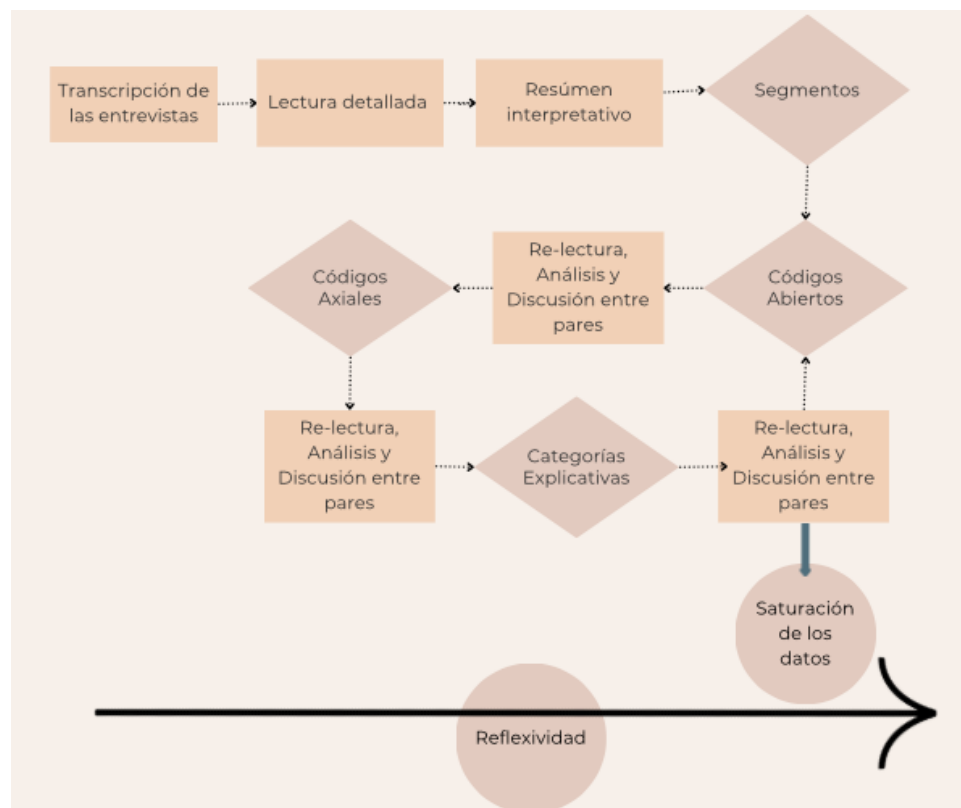 Transcripción de
las entrevistas
Lectura detallada
Resúmen
interpretativo
Segmentos
Códigos
Abiertos
Re-lectura,
Análisis y
Discusión entre
pares
Códigos
Axiales
Re-lectura,
Análisis y
Discusión entre
pares
Categorías
Explicativas
Re-lectura,
Análisis y
Discusión entre
pares
Saturación
de los
datos
Reflexividad